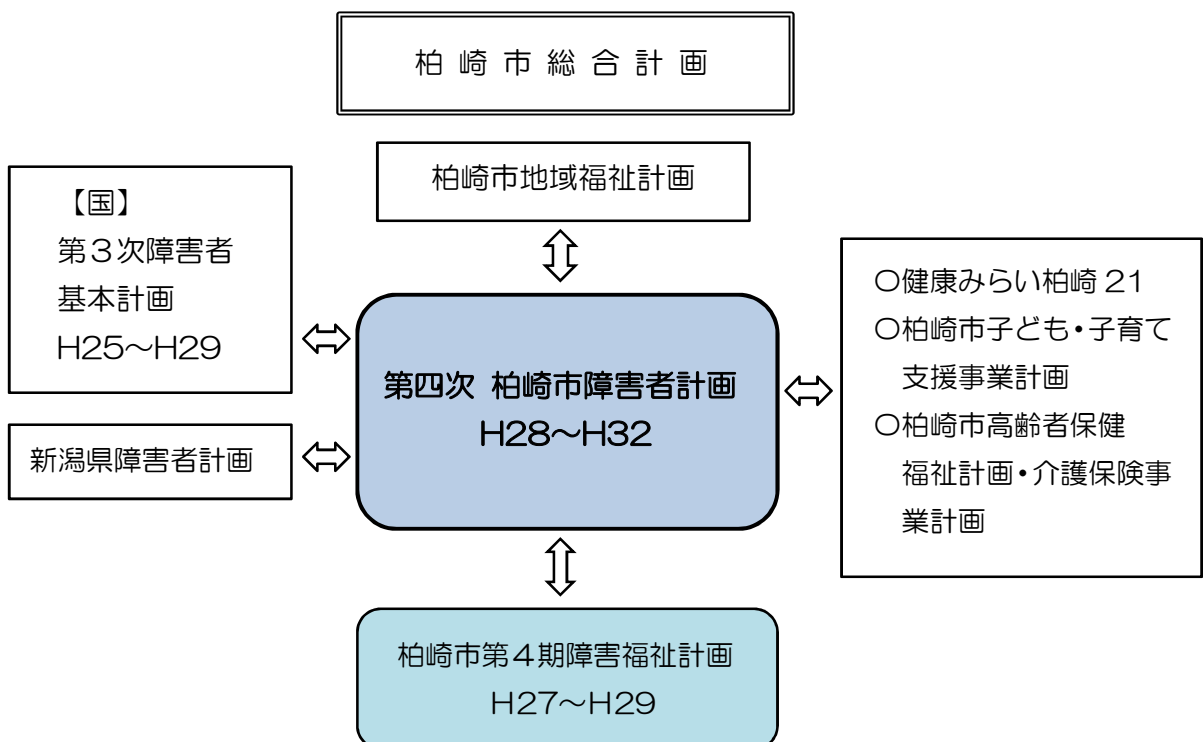 柏崎市総合計画
柏崎市地域福祉計画
【国】
第３次障害者
基本計画
H25～H29
新潟県障害者計画
第四次 柏崎市障害者計画
H28～H32
○健康みらい柏崎 21
○柏崎市子ども・子育て
支援事業計画
○柏崎市高齢者保健
福祉計画・介護保険事
業計画
柏崎市第４期障害福祉計画
H27～H29